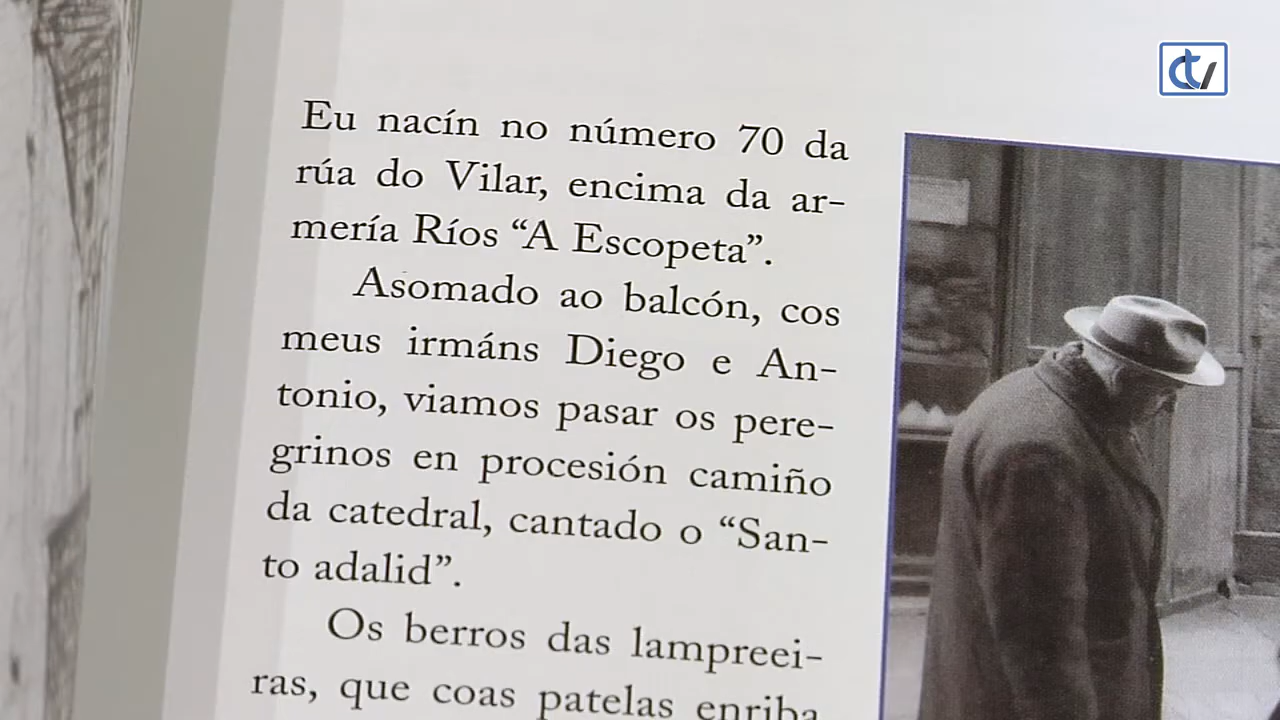 Eu nacín no número 70 da
rúa do Vilar, encima da ar-
mería Ríos “A Escopeta”.
Asomado ao balcón, cos
meus irmáns Diego e An-
tonio, viamos pasar os pere-
grinos en procesión camiño
da catedral, cantado o “San-
to adalid”.
Os berros das lampreei-
ras, que coas patelas enriba
CTV